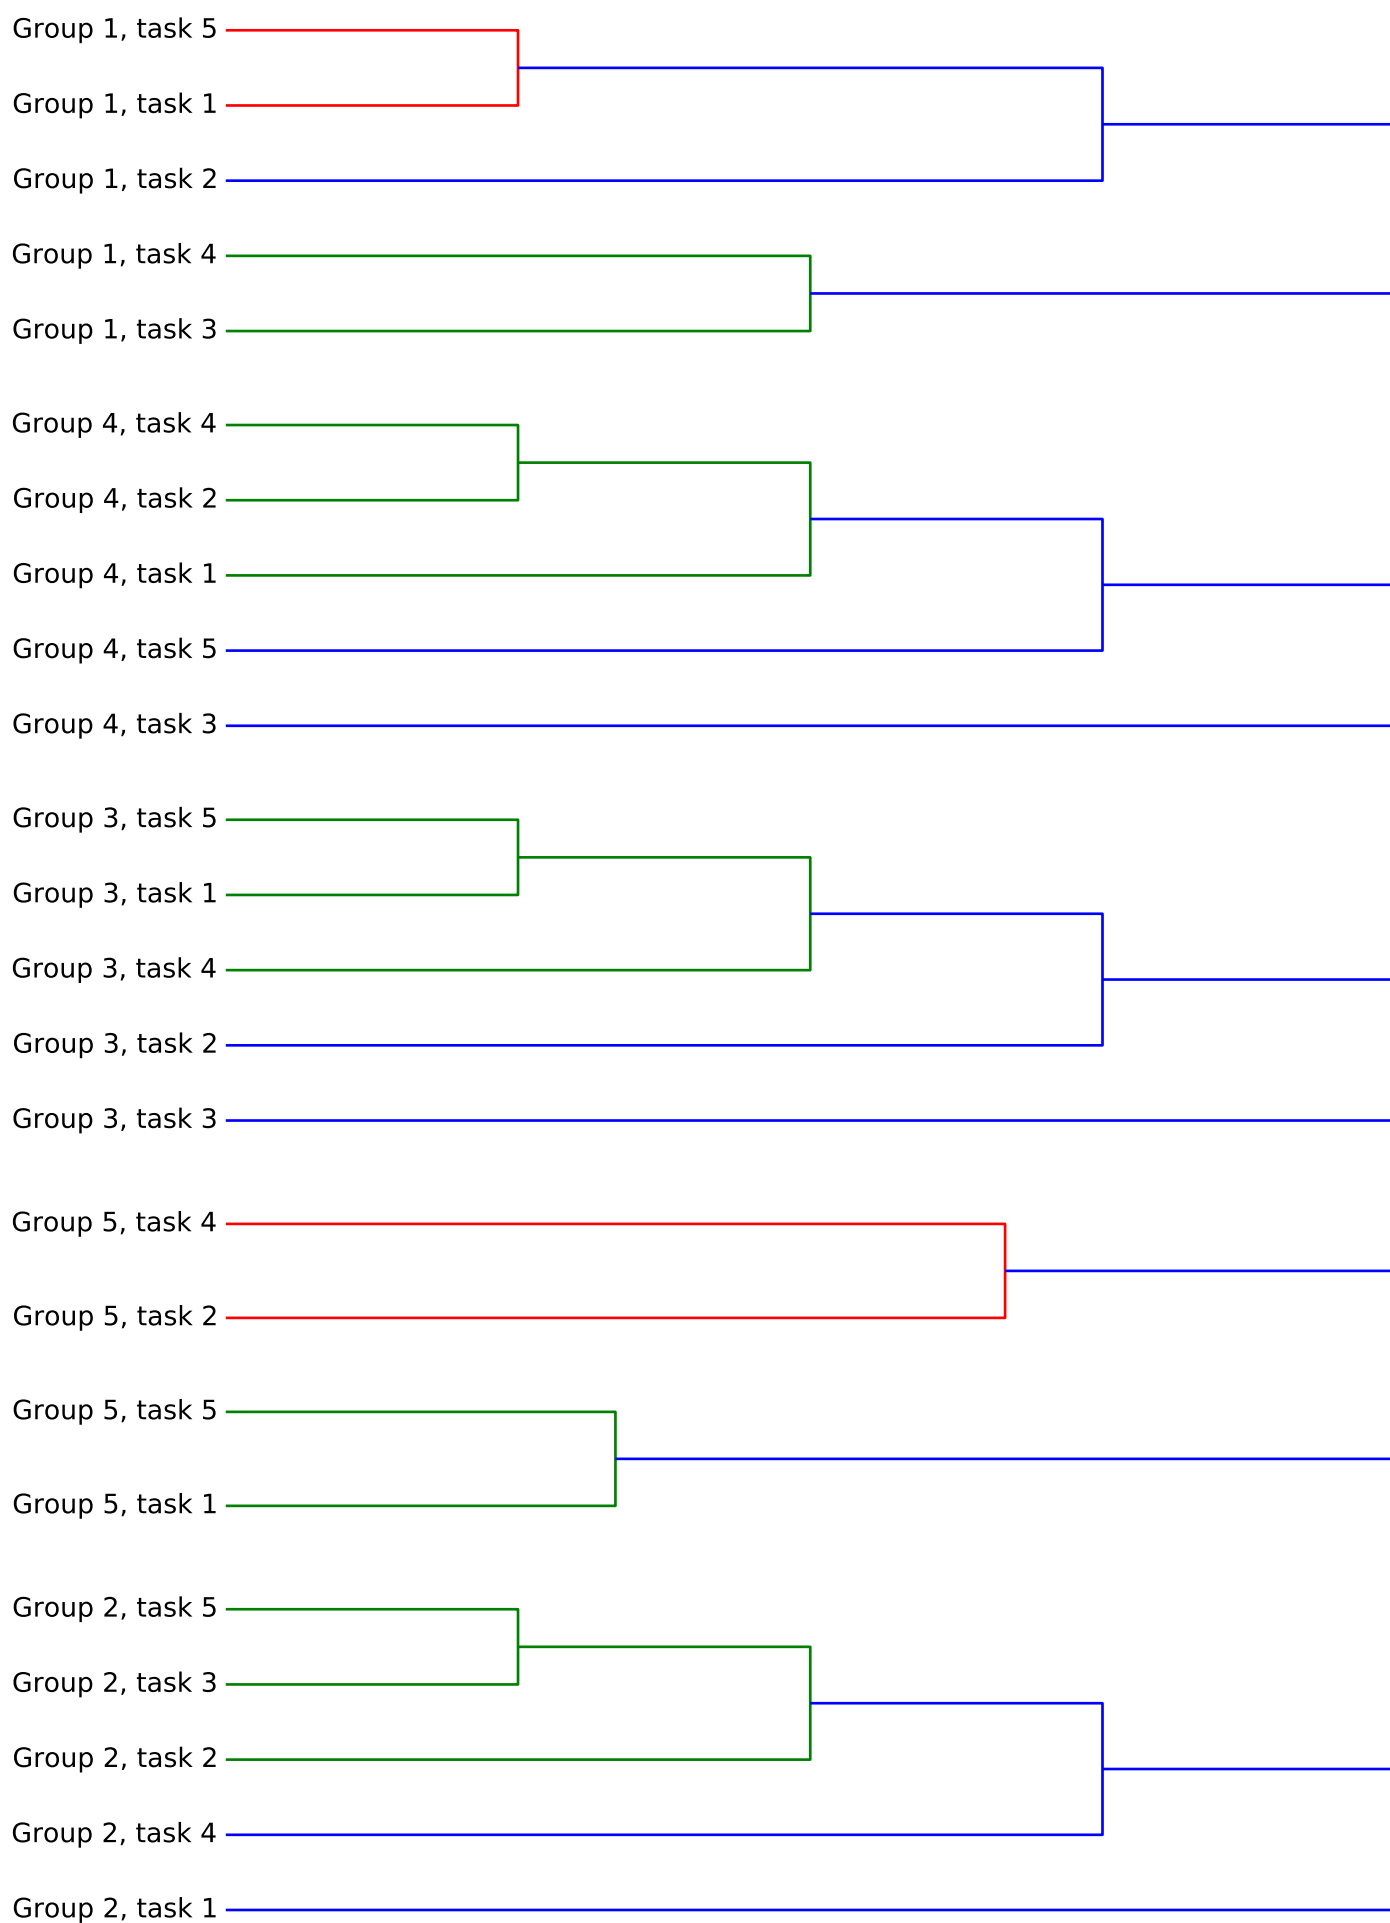 Group 1, task 5
Group 1, task 1
Group 1, task 2
Group 1, task 4
Group 1, task 3
Group 4, task 4
Group 4, task 2
Group 4, task 1
Group 4, task 5
Group 4, task 3
Group 3, task 5
Group 3, task 1
Group 3, task 4
Group 3, task 2
Group 3, task 3
Group 5, task 4
Group 5, task 2
Group 5, task 5
Group 5, task 1
Group 2, task 5
Group 2, task 3
Group 2, task 2
Group 2, task 4
Group 2, task 1